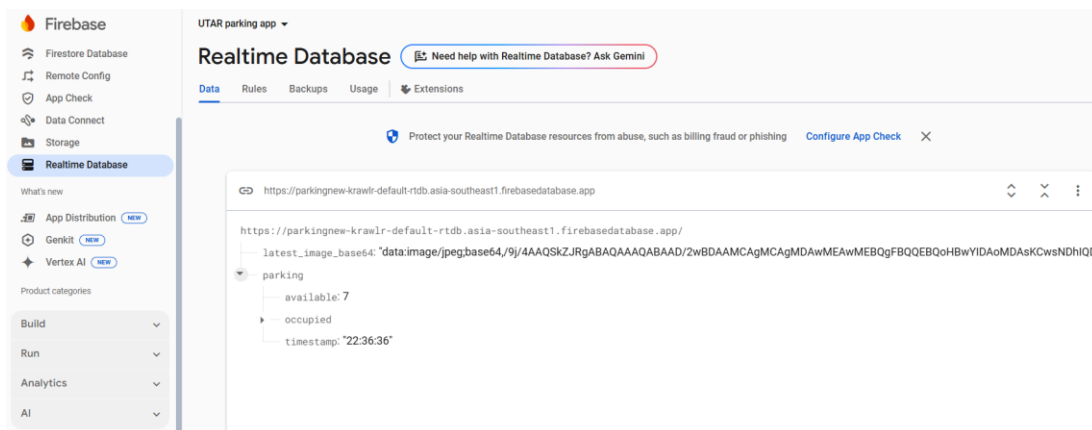 Firebase
Firestore Database
Remote Config
App Check
Data Connect
Storage
Realtime Database
What's new
App Distribution NEW
Genkit NEW
Vertex AI NEW
Product categories
Build
Run
Analytics
AI
UTAR parking app
Realtime Database
Need help with Realtime Database? Ask Gemini
Data Rules Backups Usage Extensions
Protect your Realtime Database resources from abuse, such as billing fraud or phishing Configure App Check
https://parkingnew-krawlr-default-rtdb.asia-southeast1.firebasedatabase.app
https://parkingnew-krawlr-default-rtdb.asia-southeast1.firebasedatabase.app/
latest_image_base64: "data:image/jpeg;base64,/9j/4AAQSkZJRgABAQAAAQABAAD/2wBDAAMCAgMCAgMDAwMEAwMEBQgFBQQEBQoHBwYIDAoMDAsKCwsNDhIQD
parking
available: 7
occupied
timestamp: "22:36:36"